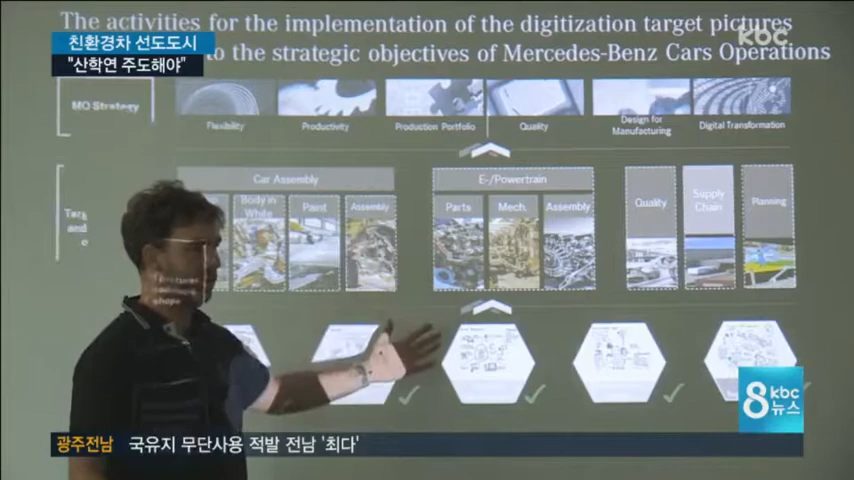 The activities for the implementation of the digitization target pictures
to the strategic objectives of Mercedes-Benz Cars Operations
kbc
친환경차 선도도시
"산학연 주도해야"
MO Strategy
Flexibility
Productivity
Production Portfolio
Quality
Design for
Manufacturing
Digital Transformation
Car Assembly
E-/Powertrain
Body in
White
Paint
Assembly
Parts
Mech.
Assembly
Quality
Supply
Chain
Planning
and
shape
8 kbc
뉴스
광주전남 국유지 무단사용 적발 전남 '최다'